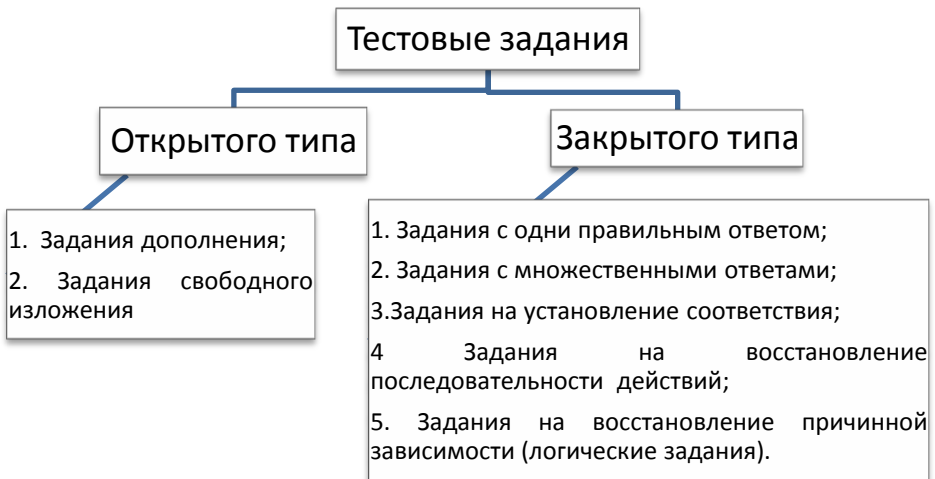 Тестовые задания
Открытого типа
Закрытого типа
1. Задания дополнения;
2. Задания свободного
изложения
1. Задания с одни правильным ответом;
2. Задания с множественными ответами;
3.Задания на установление соответствия;
4 Задания на восстановление
последовательности действий;
5. Задания на восстановление причинной
зависимости (логические задания).